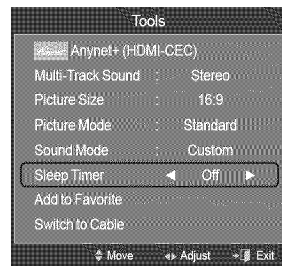 Tools
Anynet+ (HDMI-CEC)
Multi-Track Sound : Stereo
Picture Size : 16:9
Picture Mode : Standard
Sound Mode : Custom
Sleep Timer ◄ Off ►
Add to Favorite
Switch to Cable
Move Adjust Exit